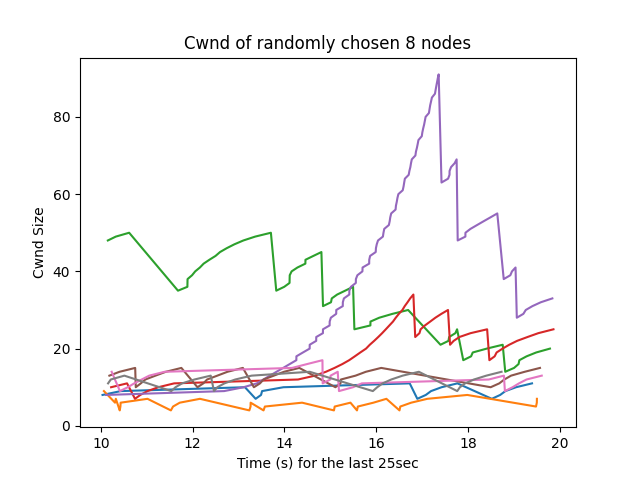 Cwnd of randomly chosen 8 nodes
80
60
40
20
0
Cwnd Size
10 12 14 16 18 20
Time (s) for the last 25sec